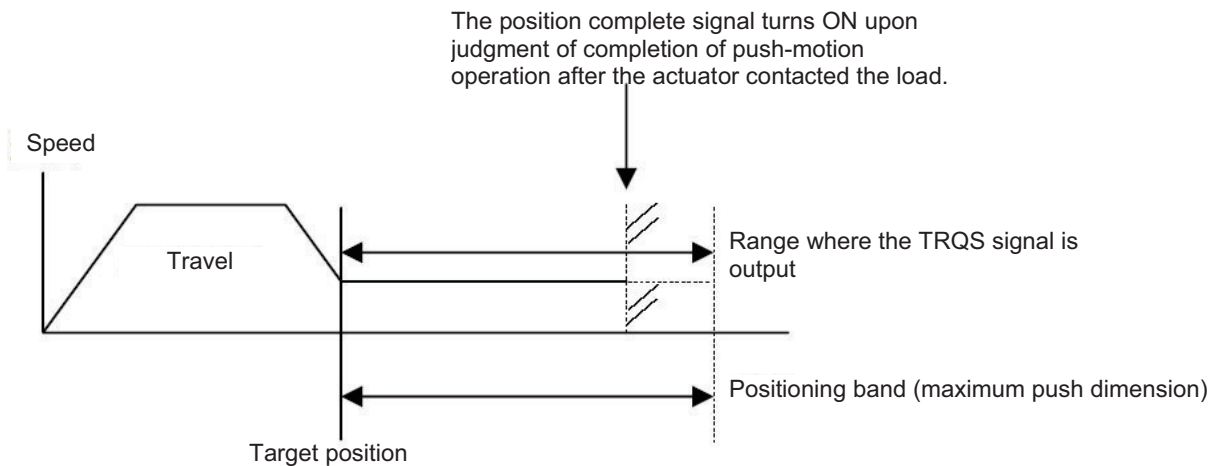 The position complete signal turns ON upon
judgment of completion of push-motion
operation after the actuator contacted the load.
Speed
Travel
Range where the TRQS signal is
output
Positioning band (maximum push dimension)
Target position